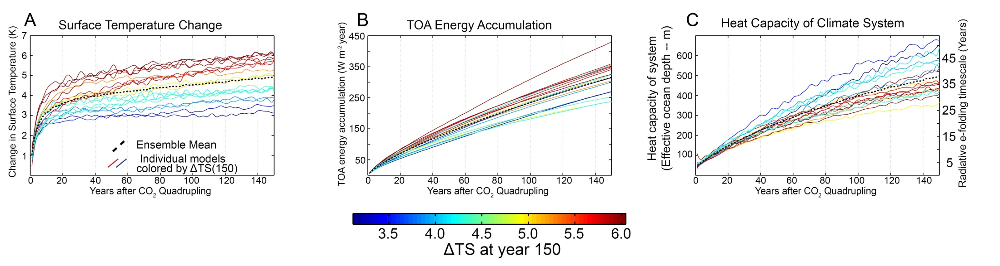 A
Surface Temperature Change
Change in Surface Temperature (K)
7
6
5
4
3
2
1
Ensemble Mean
Individual models
colored by ΔTS(150)
0 20 40 60 80 100 120 140
Years after CO2 Quadrupling
B
TOA Energy Accumulation
TOA energy accumulation (W m-2 year)
450
350
250
150
50
0 20 40 60 80 100 120 140
Years after CO2 Quadrupling
C
Heat Capacity of Climate System
Heat capacity of system
(Effective ocean depth -- m)
600
500
400
300
200
100
45
35
25
15
5
Radiative e-folding timescale (Years)
0 20 40 60 80 100 120 140
Years after CO2 Quadrupling
3.5 4.0 4.5 5.0 5.5 6.0
ΔTS at year 150